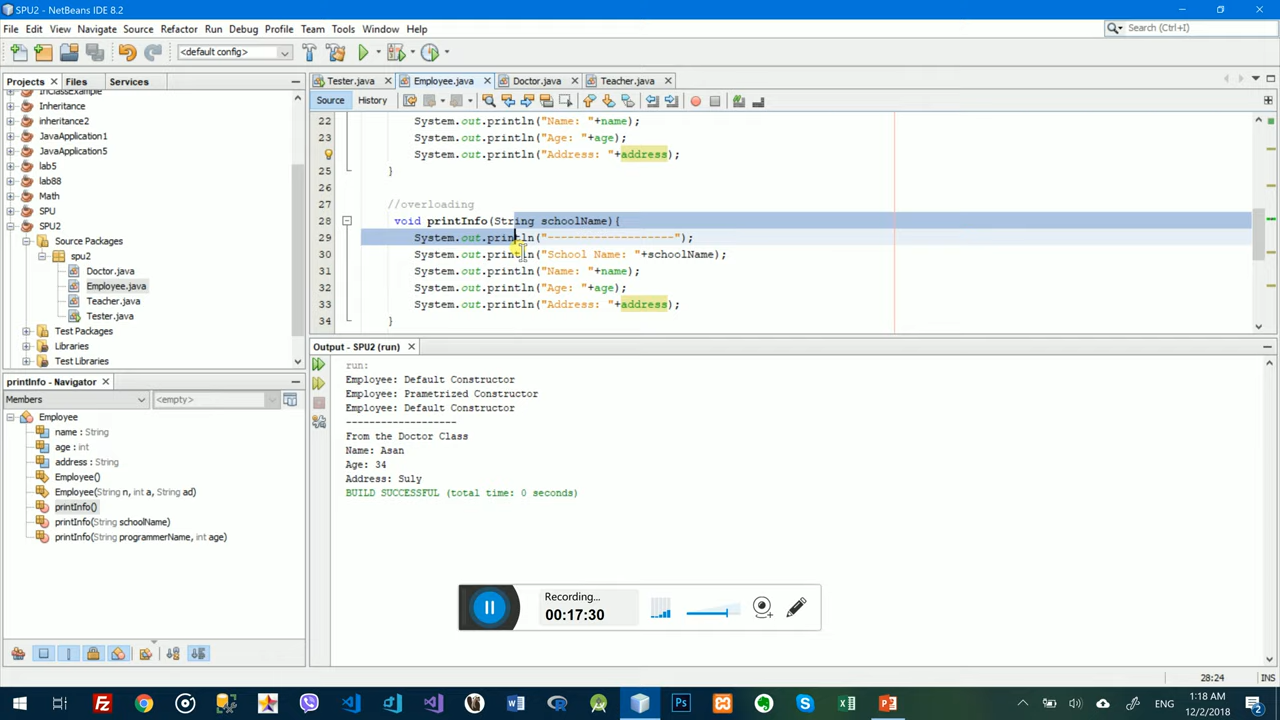 SPU2 - NetBeans IDE 8.2
File Edit View Navigate Source Refactor Run Debug Profile Team Tools Window Help
Search (Ctrl+I)
<default config>
Projects Files Services
Tester.java Employee.java Doctor.java Teacher.java
Source History
InClassExample
Inheritance
inheritance2
JavaApplication1
JavaApplication5
lab5
lab88
Math
SPU
SPU2
Source Packages
spu2
Doctor.java
Employee.java
Teacher.java
Tester.java
Test Packages
Libraries
Test Libraries
22 System.out.println("Name: "+name);
23 System.out.println("Age: "+age);
System.out.println("Address: "+address);
25 }
26
27 //overloading
28 void printInfo(String schoolName){
29 System.out.println("-------------------");
30 System.out.println("School Name: "+schoolName);
31 System.out.println("Name: "+name);
32 System.out.println("Age: "+age);
33 System.out.println("Address: "+address);
34 }
printInfo - Navigator
Members <empty>
Employee
name : String
age : int
address : String
Employee()
Employee(String n, int a, String ad)
printInfo()
printInfo(String schoolName)
printInfo(String programmerName, int age)
Output - SPU2 (run)
run:
Employee: Default Constructor
Employee: Prametrized Constructor
Employee: Default Constructor
-------------------
From the Doctor Class
Name: Asan
Age: 34
Address: Suly
BUILD SUCCESSFUL (total time: 0 seconds)
Recording...
00:17:30
28:24 INS
ENG
1:18 AM
12/2/2018
2